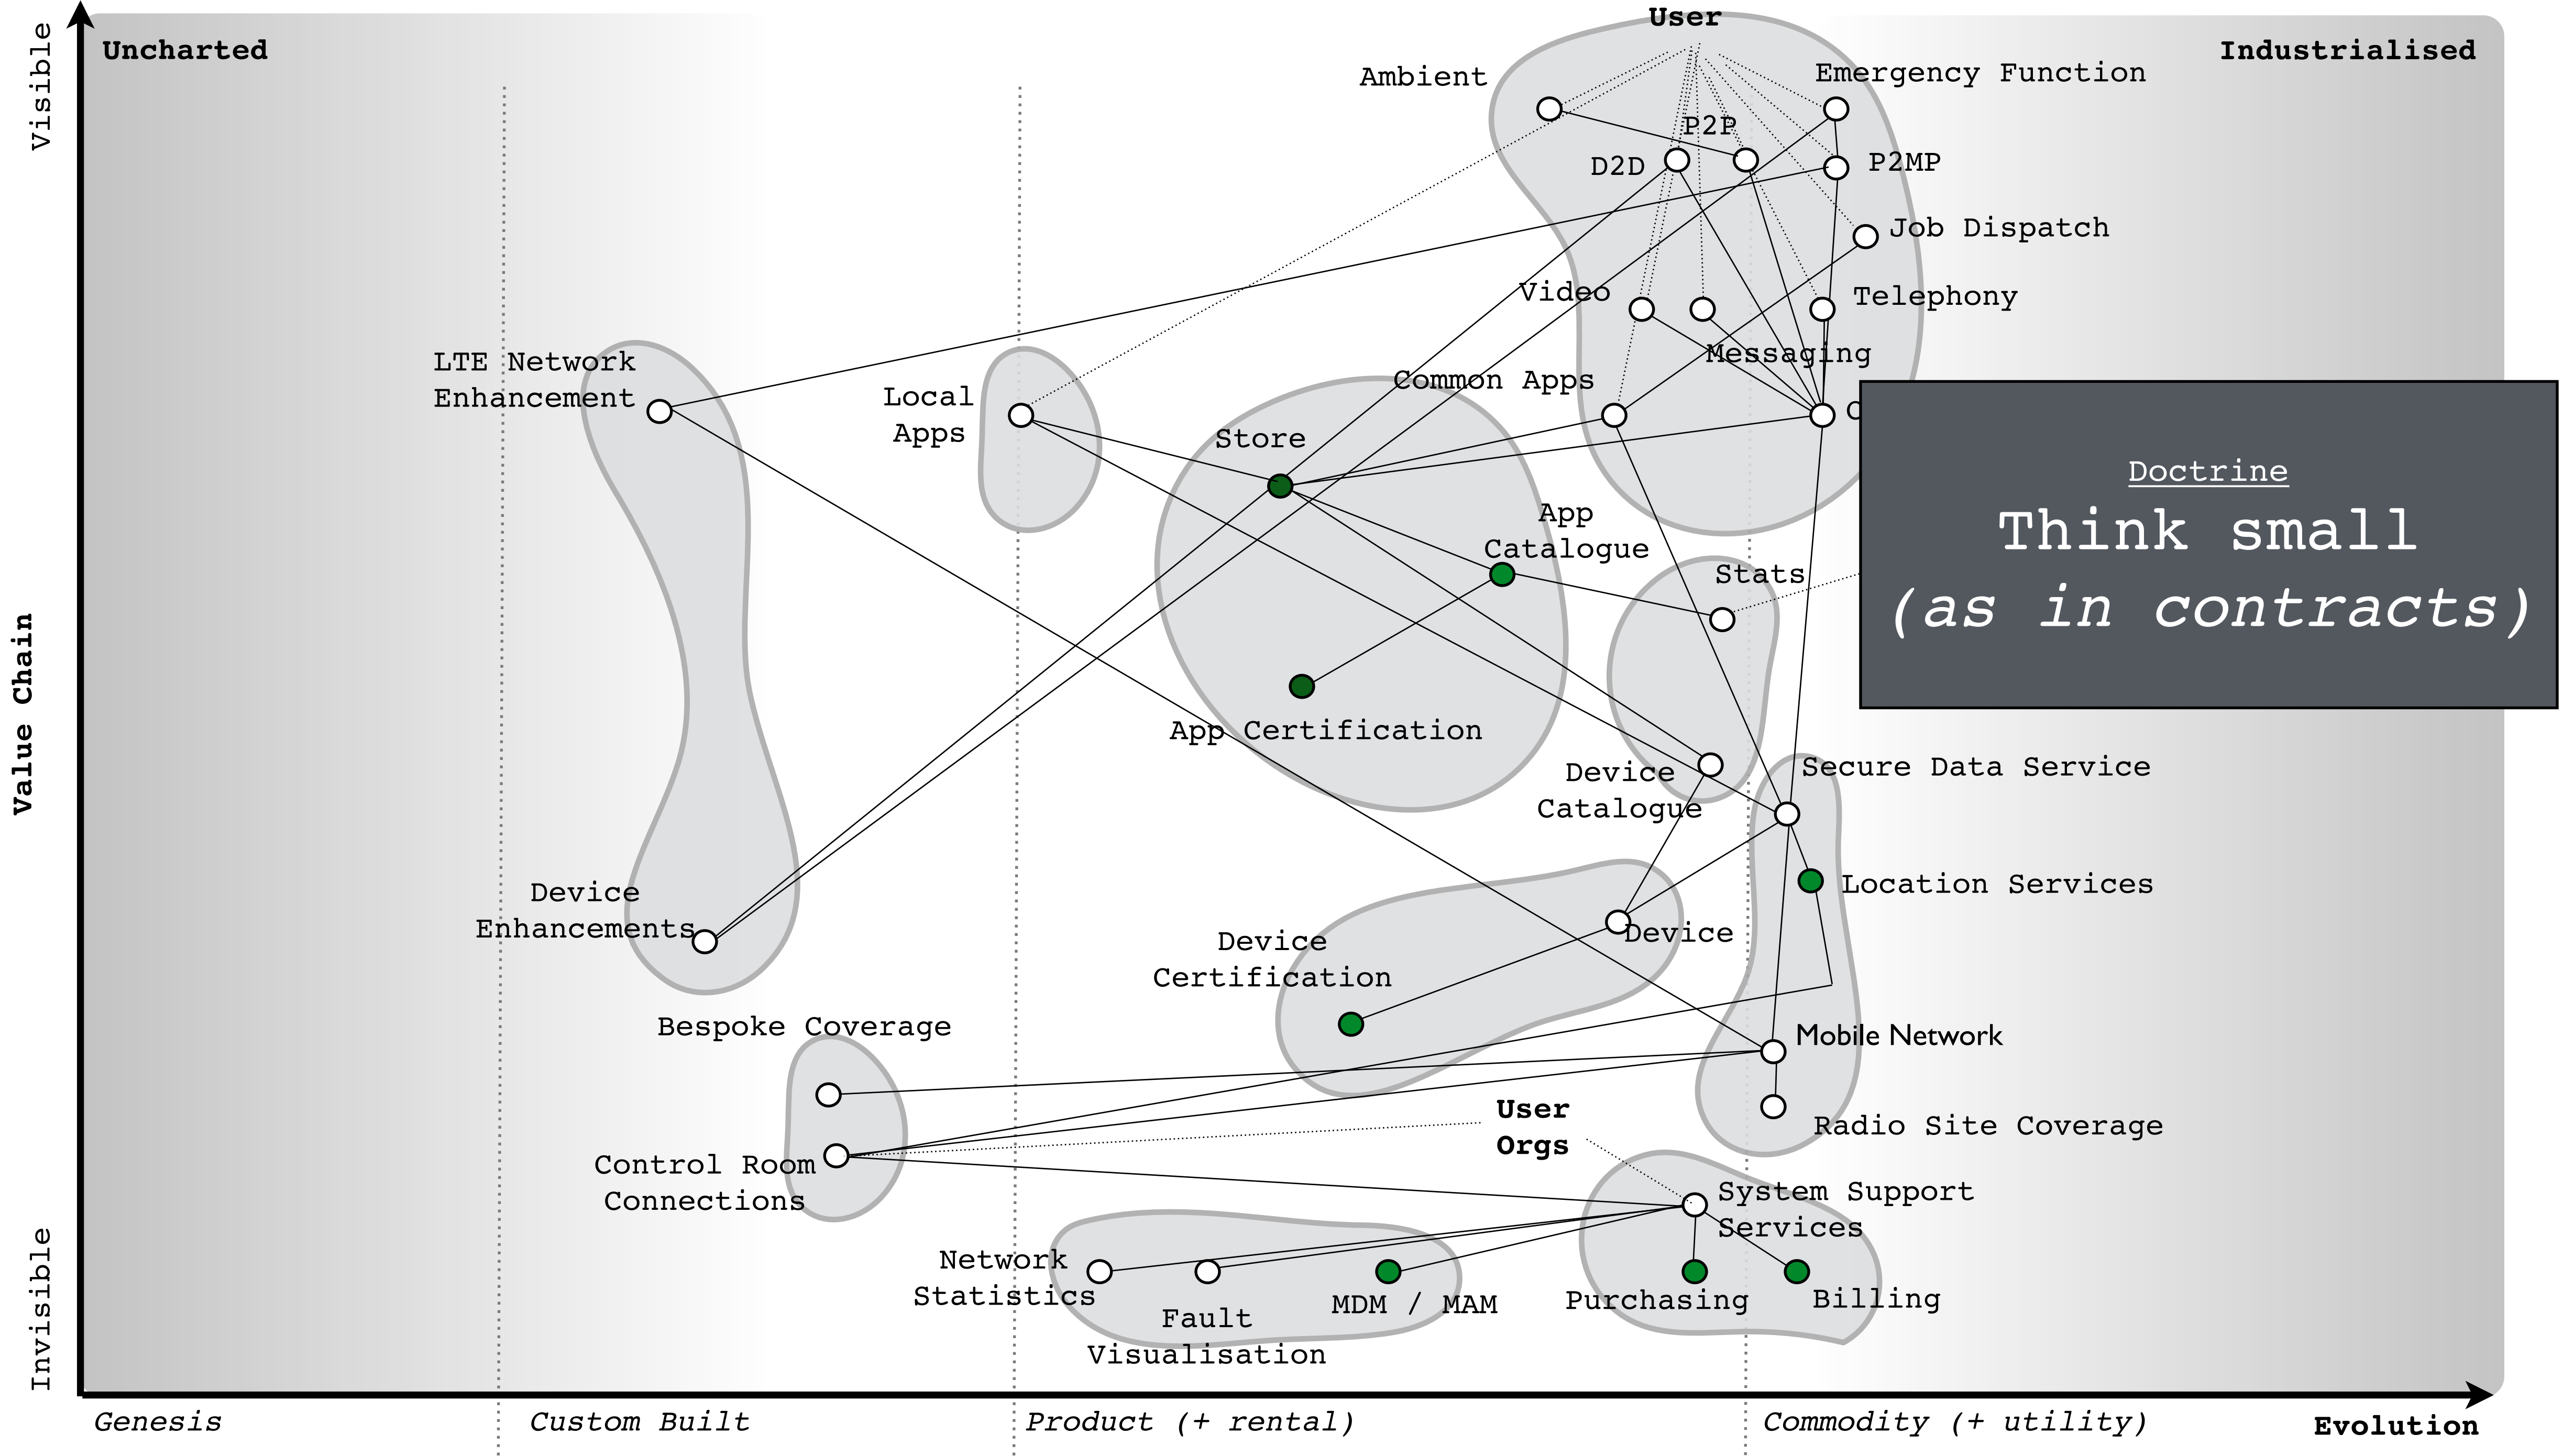 User
Uncharted
Industrialised
Visible
Ambient
Emergency Function
P2P
D2D
P2MP
Job Dispatch
Video
Telephony
Messaging
LTE Network
Enhancement
Local
Apps
Common Apps
Store
App
Catalogue
Stats
Doctrine
Think small
(as in contracts)
Value Chain
App Certification
Device
Catalogue
Secure Data Service
Location Services
Device
Enhancements
Device
Device
Certification
Bespoke Coverage
Mobile Network
User
Orgs
Radio Site Coverage
Control Room
Connections
System Support
Services
Network
Statistics
Fault
Visualisation
MDM / MAM
Purchasing
Billing
Invisible
Genesis
Custom Built
Product (+ rental)
Commodity (+ utility)
Evolution